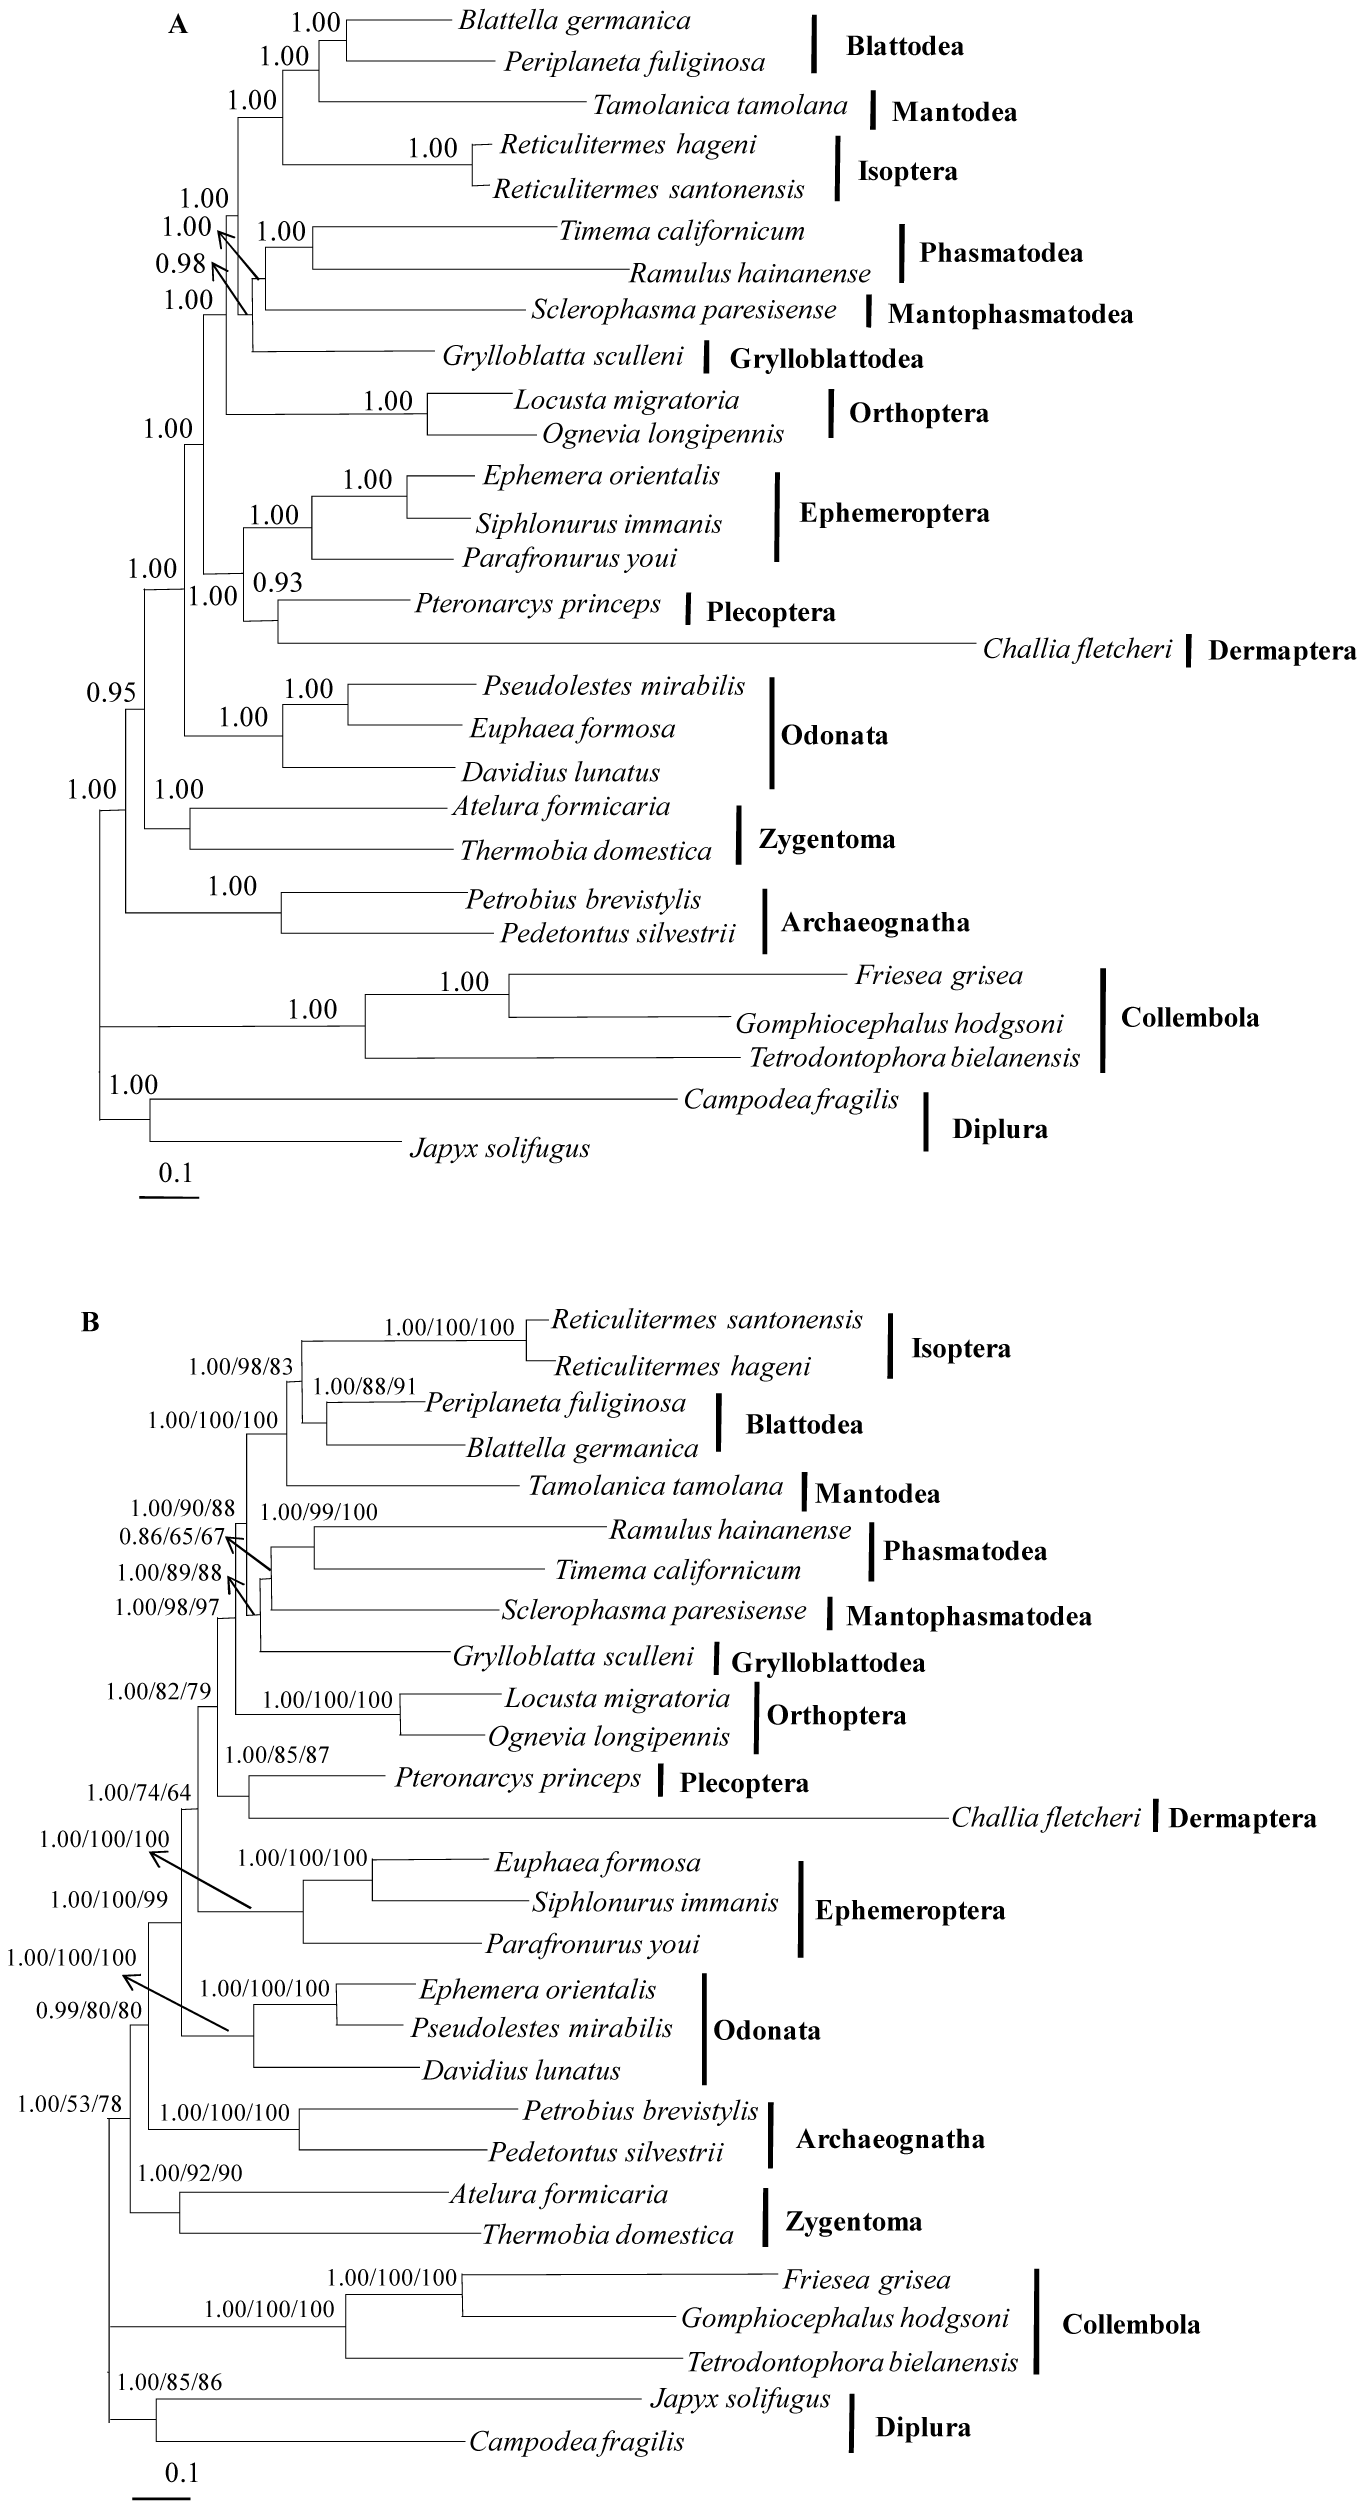 A
1.00 Blattella germanica
Blattodea
1.00 Periplaneta fuliginosa
1.00 Tamolanica tamolana Mantodea
1.00 Reticulitermes hageni
Isoptera
Reticulitermes santonensis
1.00
1.00 1.00 Timema californicum
Phasmatodea
0.98 Ramulus hainanense
1.00 Sclerophasma paresisense Mantophasmatodea
Grylloblatta sculleni Grylloblattodea
1.00 Locusta migratoria
Orthoptera
1.00 Ognevia longipennis
1.00 Ephemera orientalis
1.00 Siphlonurus immanis Ephemeroptera
Parafronurus youi
1.00 1.00 0.93
Pteronarcys princeps Plecoptera
Challia fletcheri Dermaptera
0.95 1.00 Pseudolestes mirabilis
1.00 Euphaea formosa Odonata
Davidius lunatus
1.00 1.00 Atelura formicaria
Zygentoma
Thermobia domestica
1.00 Petrobius brevistylis
Archaeognatha
Pedetontus silvestrii
1.00 Friesea grisea
1.00 Gomphiocephalus hodgsoni Collembola
Tetrodontophora bielanensis
1.00 Campodea fragilis
Diplura
Japyx solifugus
0.1
B
1.00/100/100 Reticulitermes santonensis
Isoptera
1.00/98/83 Reticulitermes hageni
1.00/88/91 Periplaneta fuliginosa
1.00/100/100 Blattodea
Blattella germanica
Tamolanica tamolana Mantodea
1.00/90/88 1.00/99/100 Ramulus hainanense
0.86/65/67 Phasmatodea
1.00/89/88 Timema californicum
1.00/98/97 Sclerophasma paresisense Mantophasmatodea
Grylloblatta sculleni Grylloblattodea
1.00/82/79 1.00/100/100 Locusta migratoria
Orthoptera
Ognevia longipennis
1.00/85/87
1.00/74/64 Pteronarcys princeps Plecoptera
Challia fletcheri Dermaptera
1.00/100/100 1.00/100/100 Euphaea formosa
1.00/100/99 Siphlonurus immanis Ephemeroptera
Parafronurus youi
1.00/100/100 1.00/100/100 Ephemera orientalis
0.99/80/80 Pseudolestes mirabilis Odonata
Davidius lunatus
1.00/53/78 1.00/100/100 Petrobius brevistylis
Archaeognatha
Pedetontus silvestrii
1.00/92/90 Atelura formicaria
Zygentoma
Thermobia domestica
1.00/100/100 Friesea grisea
1.00/100/100 Gomphiocephalus hodgsoni Collembola
Tetrodontophora bielanensis
1.00/85/86 Japyx solifugus
Diplura
Campodea fragilis
0.1